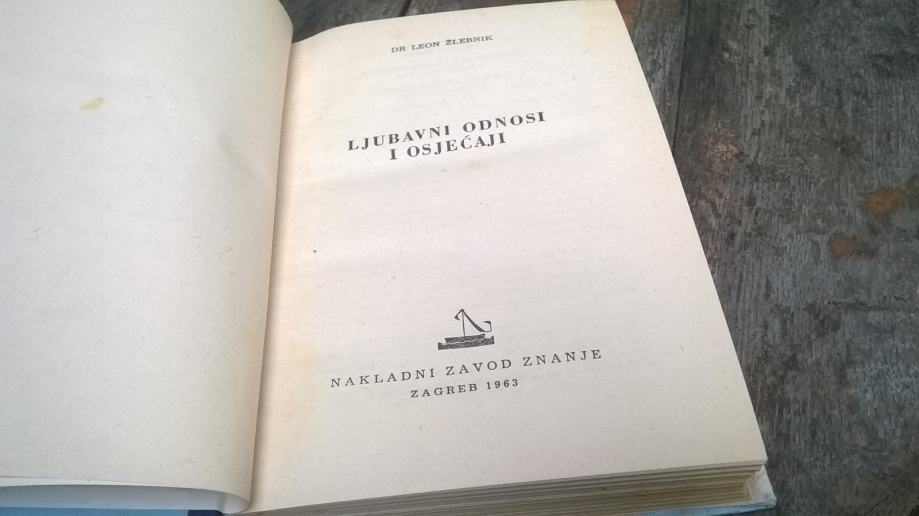 DR LEON ŽLEBNIK
LJUBAVNI ODNOSI
I OSJEĆAJI
NAKLADNI ZAVOD ZNANJE
ZAGREB 1963